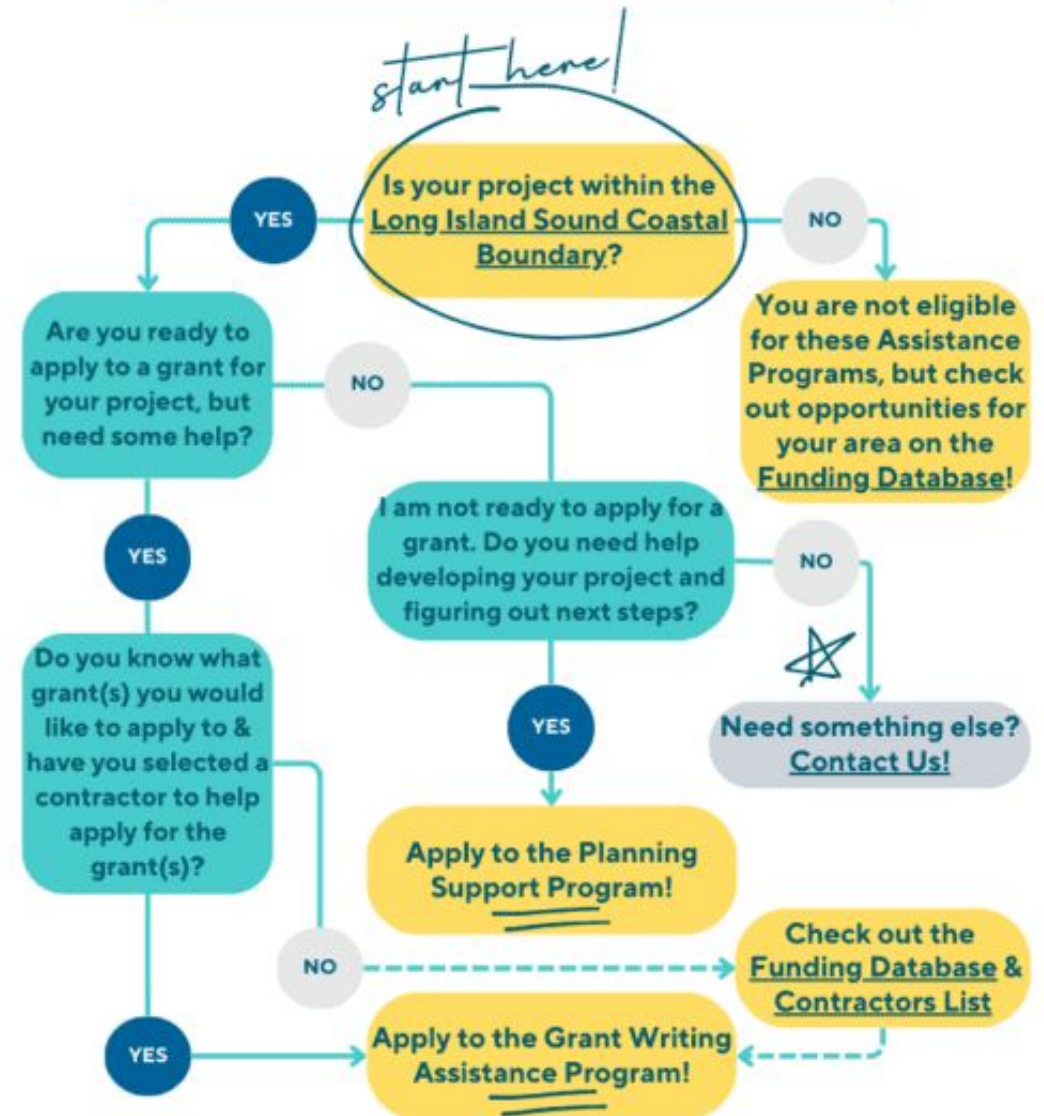 start here!
Is your project within the
Long Island Sound Coastal
Boundary?
YES
NO
You are not eligible
for these Assistance
Programs, but check
out opportunities for
your area on the
Funding Database!
Are you ready to
apply to a grant for
your project, but
need some help?
NO
I am not ready to apply for a
grant. Do you need help
developing your project and
figuring out next steps?
NO
Need something else?
Contact Us!
YES
Apply to the Planning
Support Program!
YES
Do you know what
grant(s) you would
like to apply to &
have you selected a
contractor to help
apply for the
grant(s)?
NO
Check out the
Funding Database &
Contractors List
YES
Apply to the Grant Writing
Assistance Program!